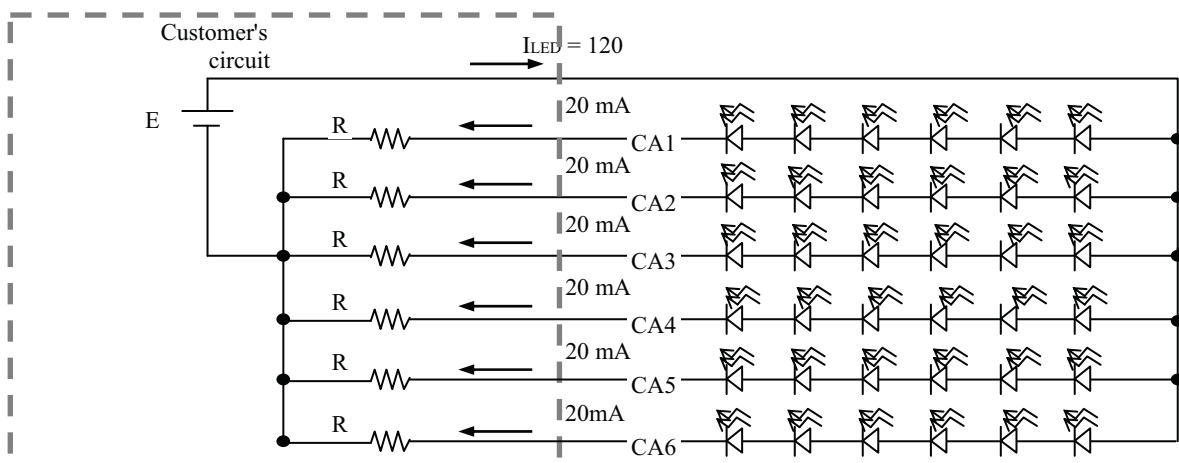 Customer's
circuit
ILED = 120
E
20 mA
R
CA1
20 mA
R
CA2
20 mA
R
CA3
20 mA
R
CA4
20 mA
R
CA5
20mA
R
CA6